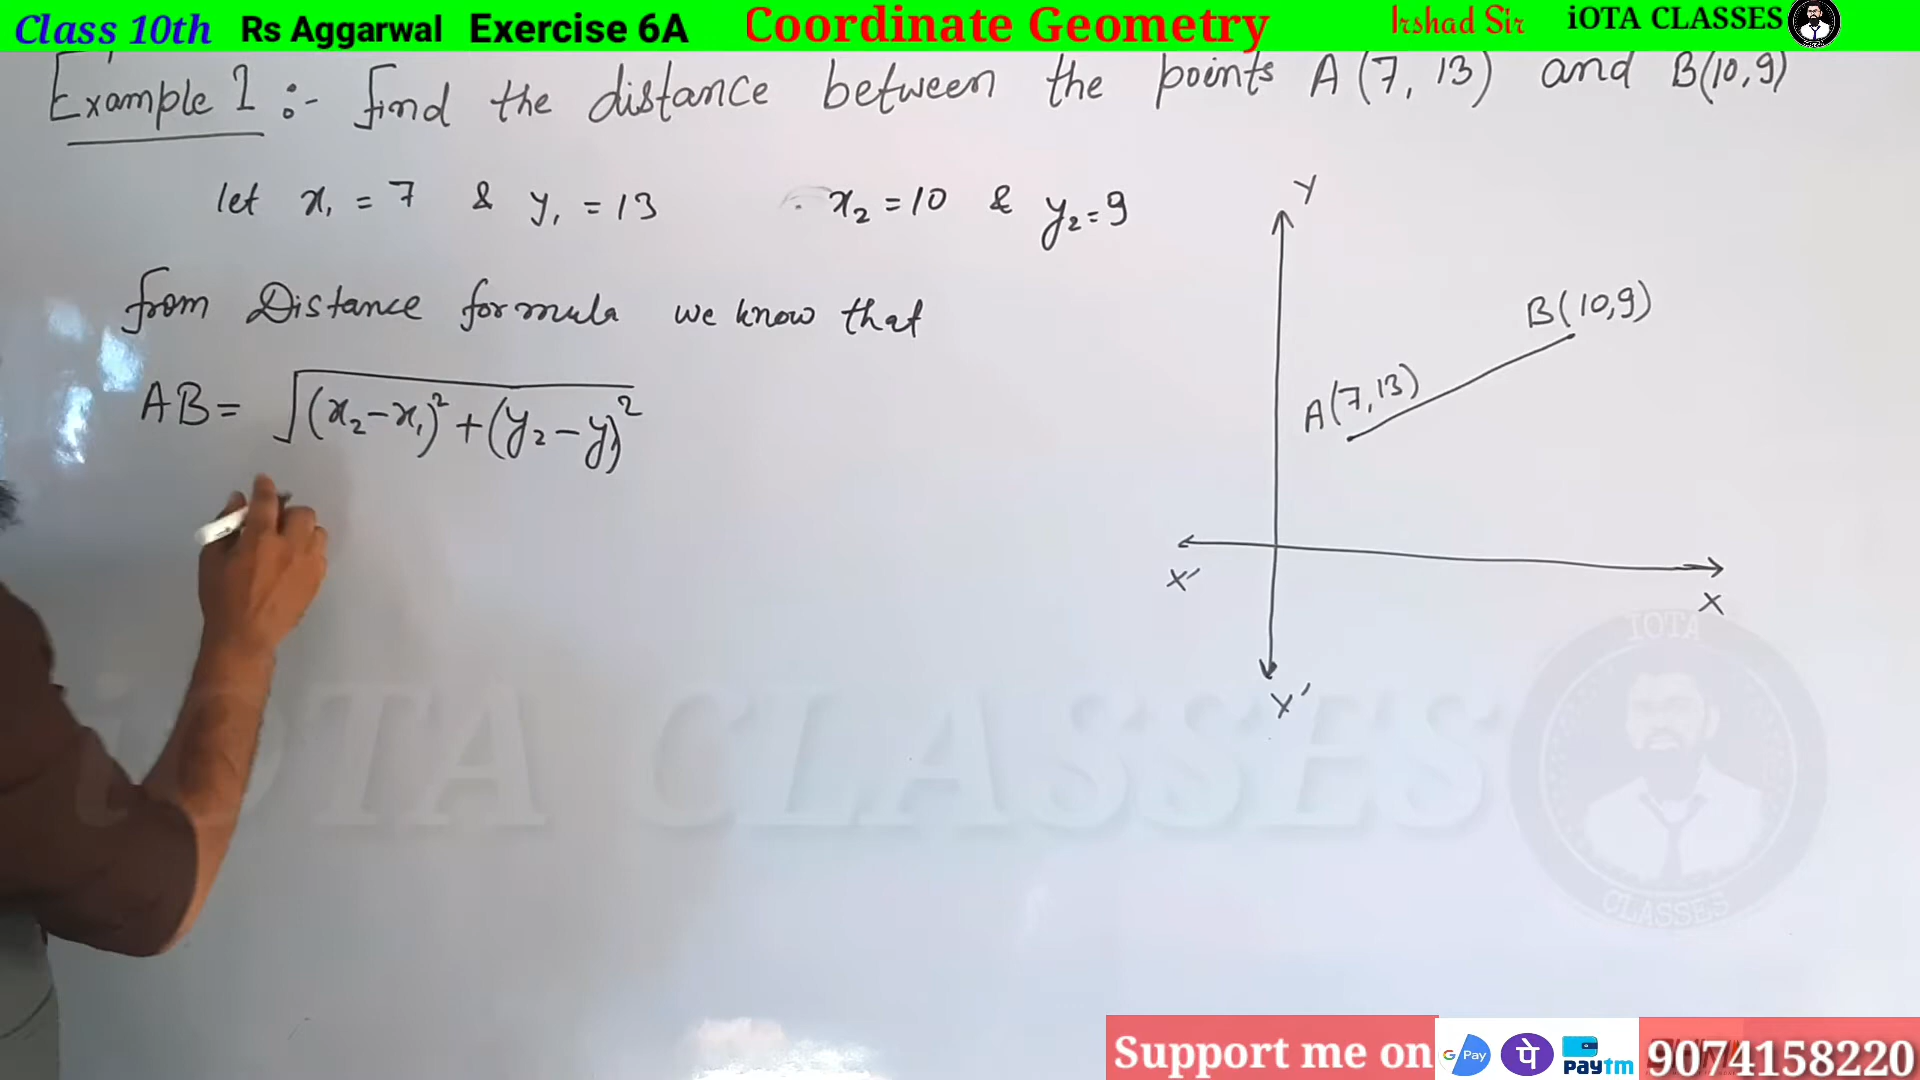 Class 10th Rs Aggarwal Exercise 6A Coordinate Geometry Irshad Sir iOTA CLASSES
Example 1 :- find the distance between the points A(7, 13) and B(10,9)
let x₁ = 7 & y₁ = 13 x₂ = 10 & y₂ = 9
from Distance formula we know that
AB = √(x₂-x₁)² + (y₂-y₁)²
Y
B(10,9)
A(7,13)
X'
X
Y'
IOTA
CLASSES
iOTA CLASSES
Support me on G Pay पे Paytm 9074158220